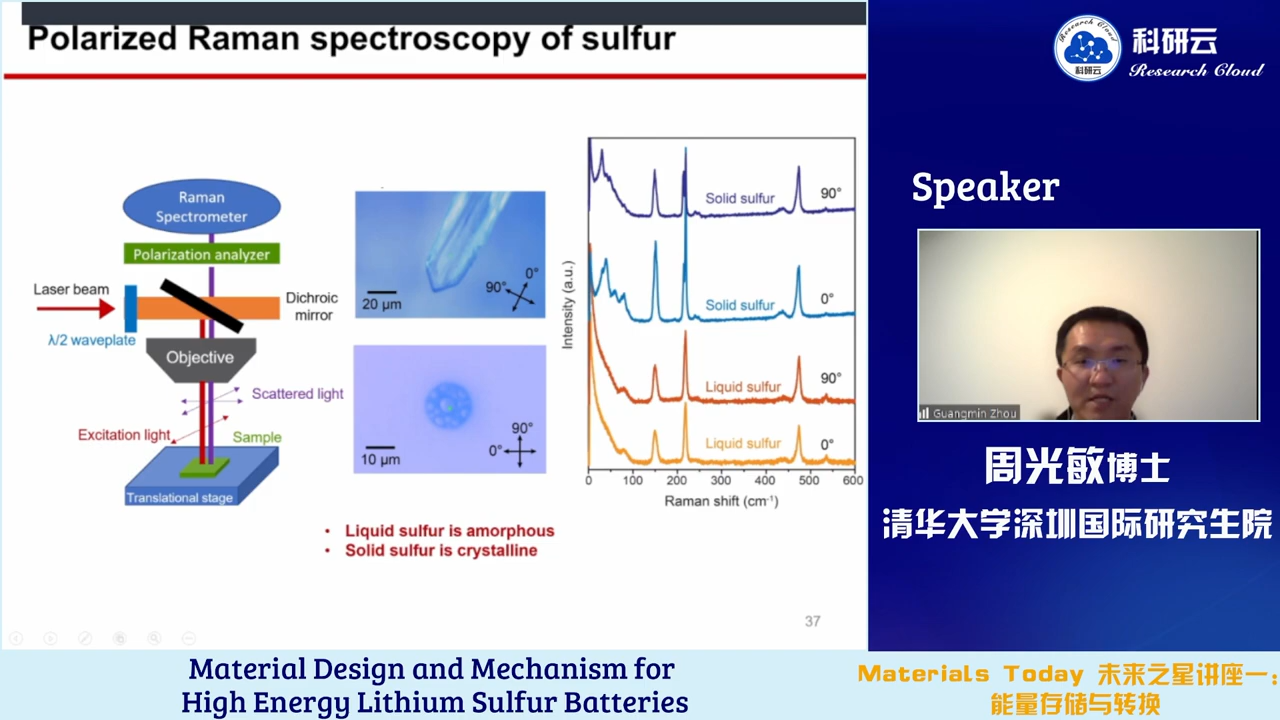 Polarized Raman spectroscopy of sulfur
Raman
Spectrometer
Polarization analyzer
Laser beam
Dichroic
mirror
λ/2 waveplate
Objective
Scattered light
Excitation light
Sample
Translational stage
0°
90°
20 μm
90°
0°
10 μm
Intensity (a.u.)
Solid sulfur
90°
Solid sulfur
0°
Liquid sulfur
90°
Liquid sulfur
0°
0 100 200 300 400 500 600
Raman shift (cm⁻¹)
• Liquid sulfur is amorphous
• Solid sulfur is crystalline
37
Research Cloud
科研云
科研云
Research Cloud
Speaker
Guangmin Zhou
周光敏博士
清华大学深圳国际研究生院
Material Design and Mechanism for
High Energy Lithium Sulfur Batteries
Materials Today 未来之星讲座一:
能量存储与转换